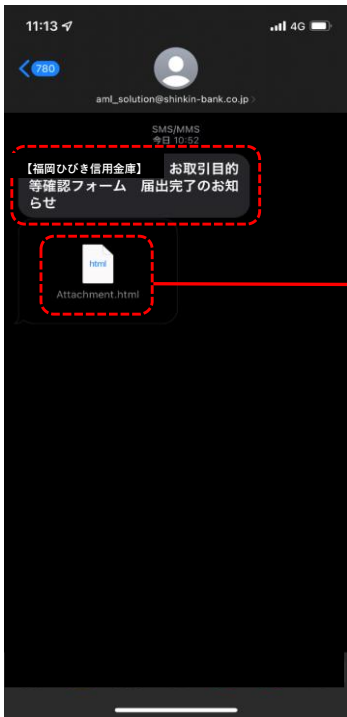 11:13
4G
780
aml_solution@shinkin-bank.co.jp
SMS/MMS
今日 10:52
【福岡ひびき信用金庫】 お取引目的
等確認フォーム 届出完了のお知
らせ
html
Attachment.html